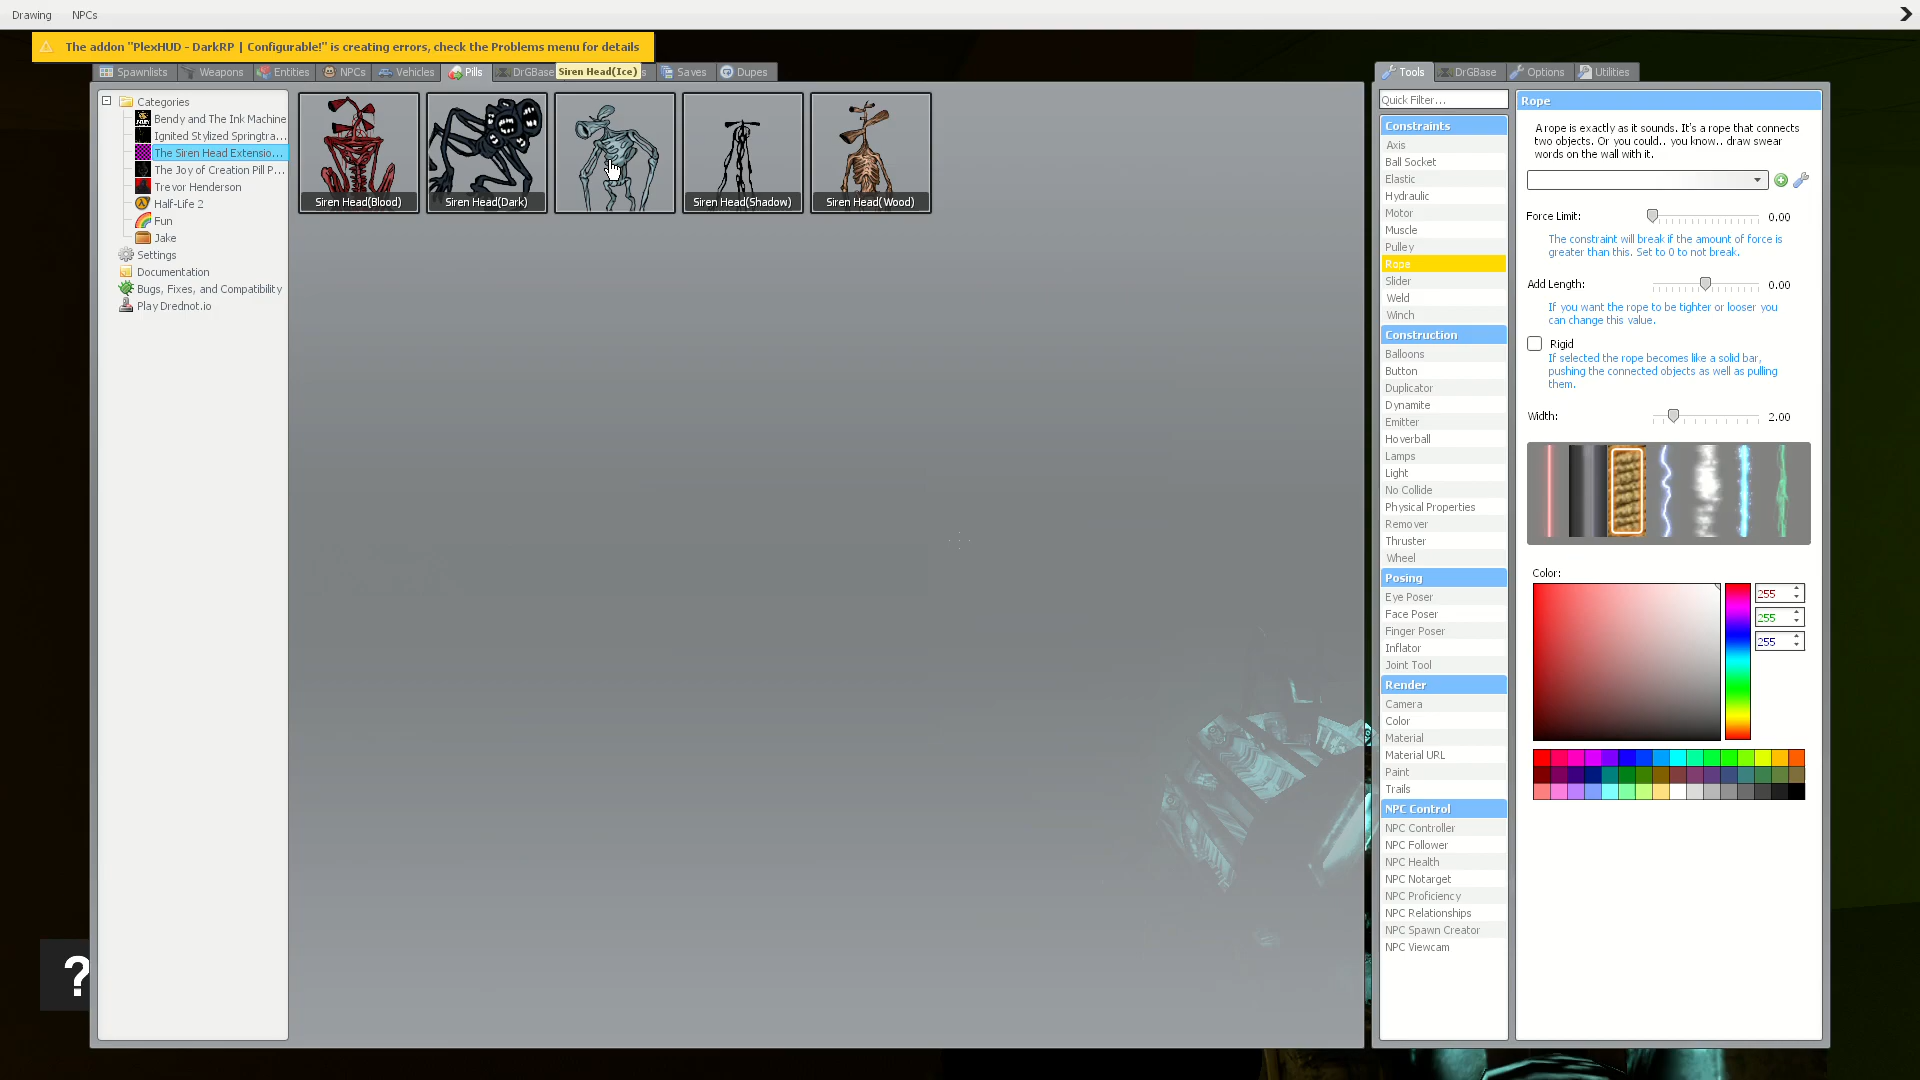 Drawing NPCs
The addon "PlexHUD - DarkRP | Configurable!" is creating errors, check the Problems menu for details
Spawnlists Weapons Entities NPCs Vehicles Pills DrGBase Siren Head(Ice) Saves Dupes
Categories
Bendy and The Ink Machine
Ignited Stylized Springtra...
The Siren Head Extensio...
The Joy of Creation Pill P...
Trevor Henderson
Half-Life 2
Fun
Jake
Settings
Documentation
Bugs, Fixes, and Compatibility
Play Drednot.io
Siren Head(Blood)
Siren Head(Dark)
Siren Head(Shadow)
Siren Head(Wood)
?
Tools DrGBase Options Utilities
Quick Filter...
Constraints
Axis
Ball Socket
Elastic
Hydraulic
Motor
Muscle
Pulley
Rope
Slider
Weld
Winch
Construction
Balloons
Button
Duplicator
Dynamite
Emitter
Hoverball
Lamps
Light
No Collide
Physical Properties
Remover
Thruster
Wheel
Posing
Eye Poser
Face Poser
Finger Poser
Inflator
Joint Tool
Render
Camera
Color
Material
Material URL
Paint
Trails
NPC Control
NPC Controller
NPC Follower
NPC Health
NPC Notarget
NPC Proficiency
NPC Relationships
NPC Spawn Creator
NPC Viewcam
Rope
A rope is exactly as it sounds. It's a rope that connects
two objects. Or you could.. you know.. draw swear
words on the wall with it.
Force Limit: 0.00
The constraint will break if the amount of force is
greater than this. Set to 0 to not break.
Add Length: 0.00
If you want the rope to be tighter or looser you
can change this value.
Rigid
If selected the rope becomes like a solid bar,
pushing the connected objects as well as pulling
them.
Width: 2.00
Color:
255
255
255